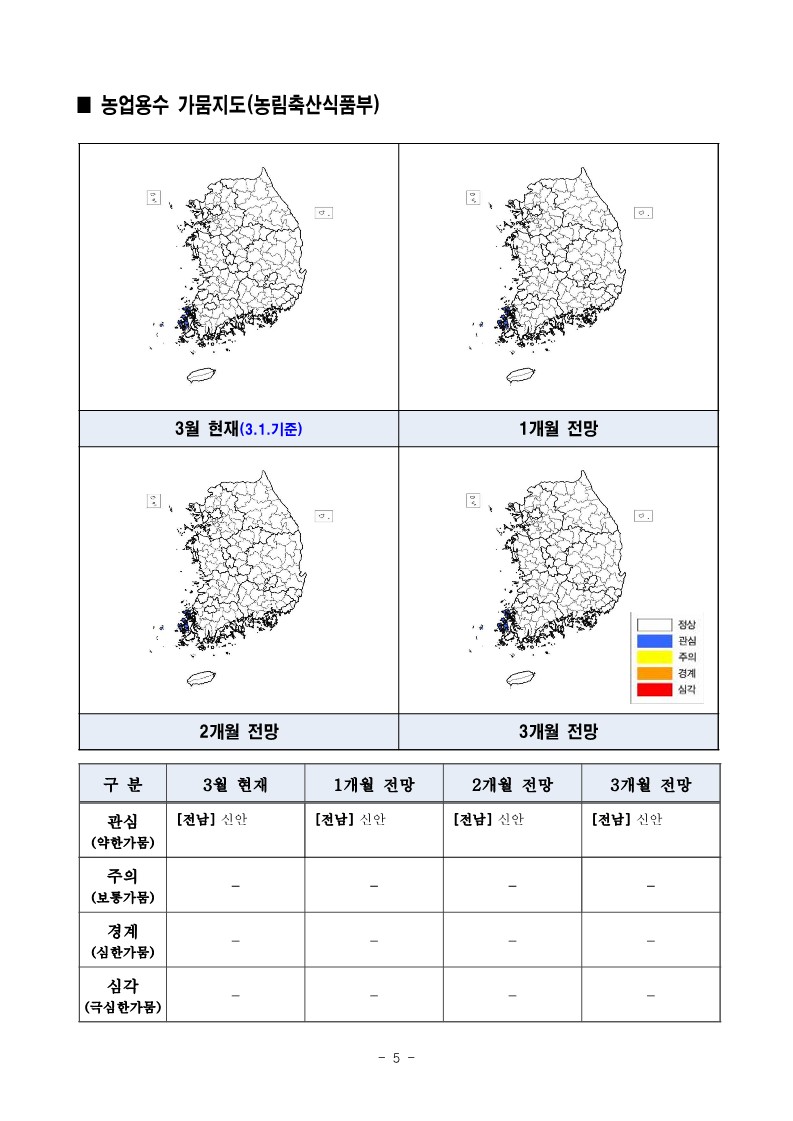 ■ 농업용수 가뭄지도(농림축산식품부)
3월 현재(3.1.기준)
1개월 전망
정상
관심
주의
경계
심각
2개월 전망
3개월 전망
구 분 3월 현재 1개월 전망 2개월 전망 3개월 전망
관심 [전남] 신안 [전남] 신안 [전남] 신안 [전남] 신안
(약한가뭄)
주의 – – – –
(보통가뭄)
경계 – – – –
(심한가뭄)
심각 – – – –
(극심한가뭄)
- 5 -